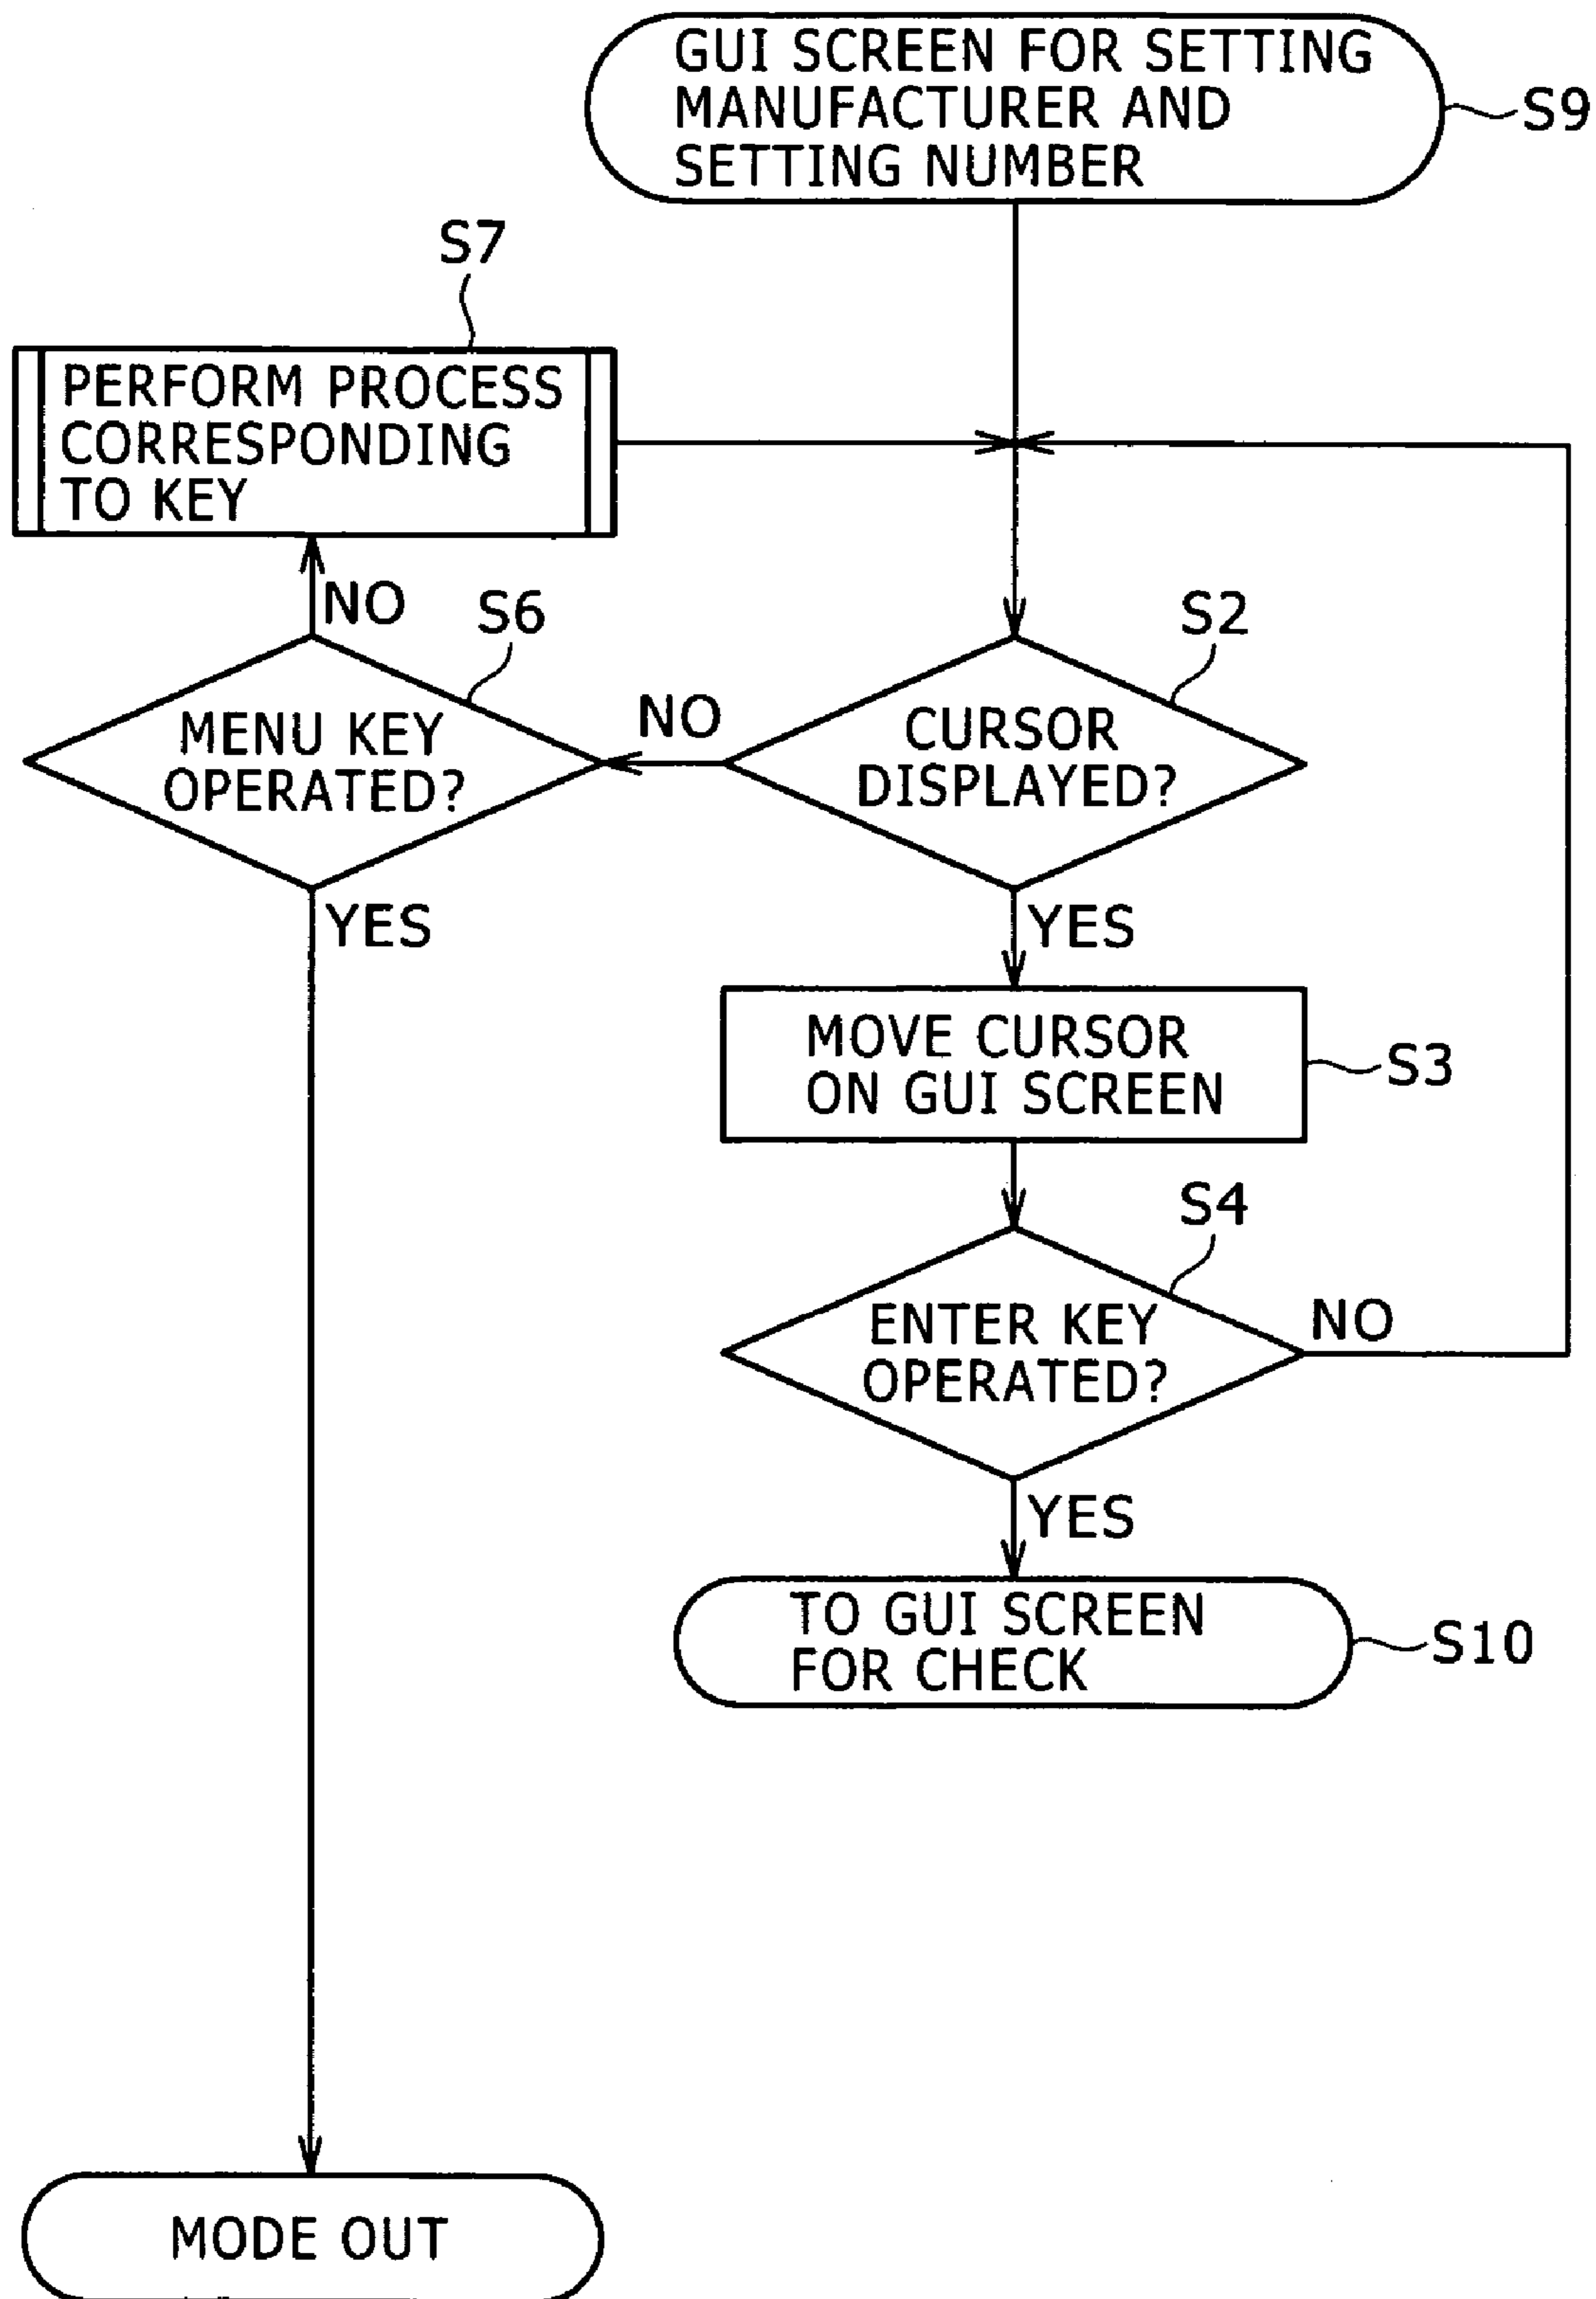 GUI SCREEN FOR SETTING
MANUFACTURER AND
SETTING NUMBER
S9
S7
PERFORM PROCESS
CORRESPONDING
TO KEY
NO
S6
MENU KEY
OPERATED?
YES
NO
S2
CURSOR
DISPLAYED?
YES
MOVE CURSOR
ON GUI SCREEN
S3
S4
ENTER KEY
OPERATED?
NO
YES
TO GUI SCREEN
FOR CHECK
S10
MODE OUT